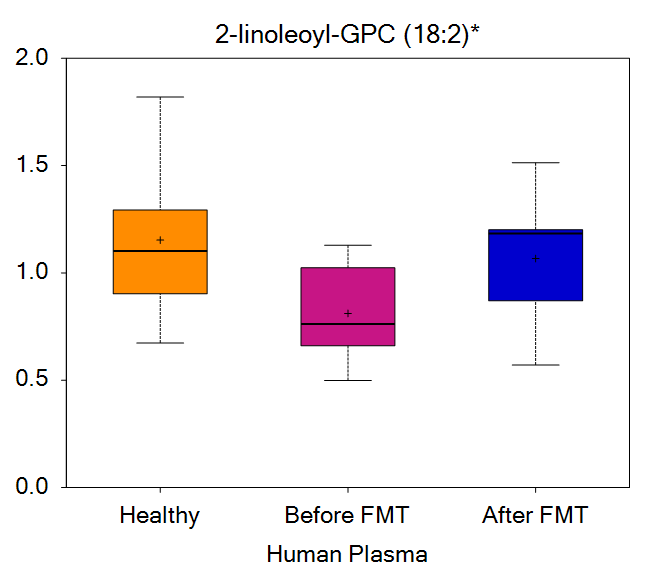 2-linoleoyl-GPC (18:2)*
2.0
1.5
1.0
0.5
0.0
Healthy Before FMT After FMT
Human Plasma